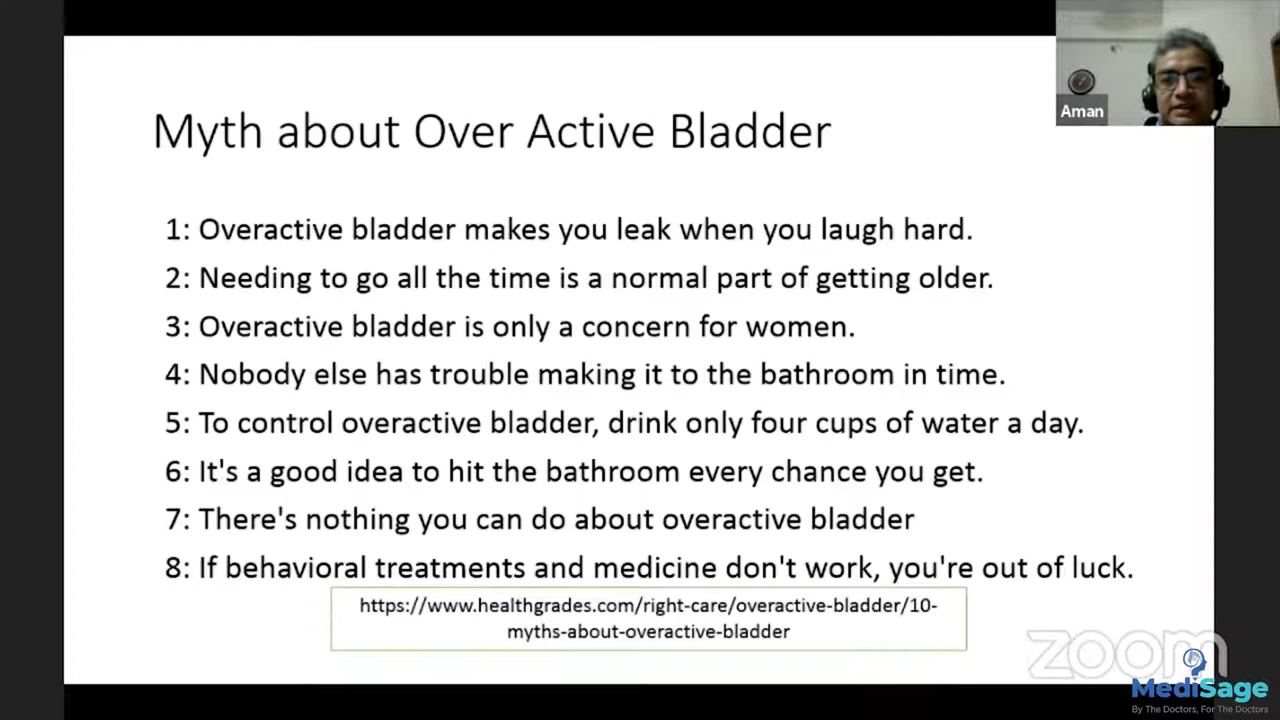 Aman
Myth about Over Active Bladder
1: Overactive bladder makes you leak when you laugh hard.
2: Needing to go all the time is a normal part of getting older.
3: Overactive bladder is only a concern for women.
4: Nobody else has trouble making it to the bathroom in time.
5: To control overactive bladder, drink only four cups of water a day.
6: It's a good idea to hit the bathroom every chance you get.
7: There's nothing you can do about overactive bladder
8: If behavioral treatments and medicine don't work, you're out of luck.
https://www.healthgrades.com/right-care/overactive-bladder/10-
myths-about-overactive-bladder
zoom
MediSage
By The Doctors, For The Doctors